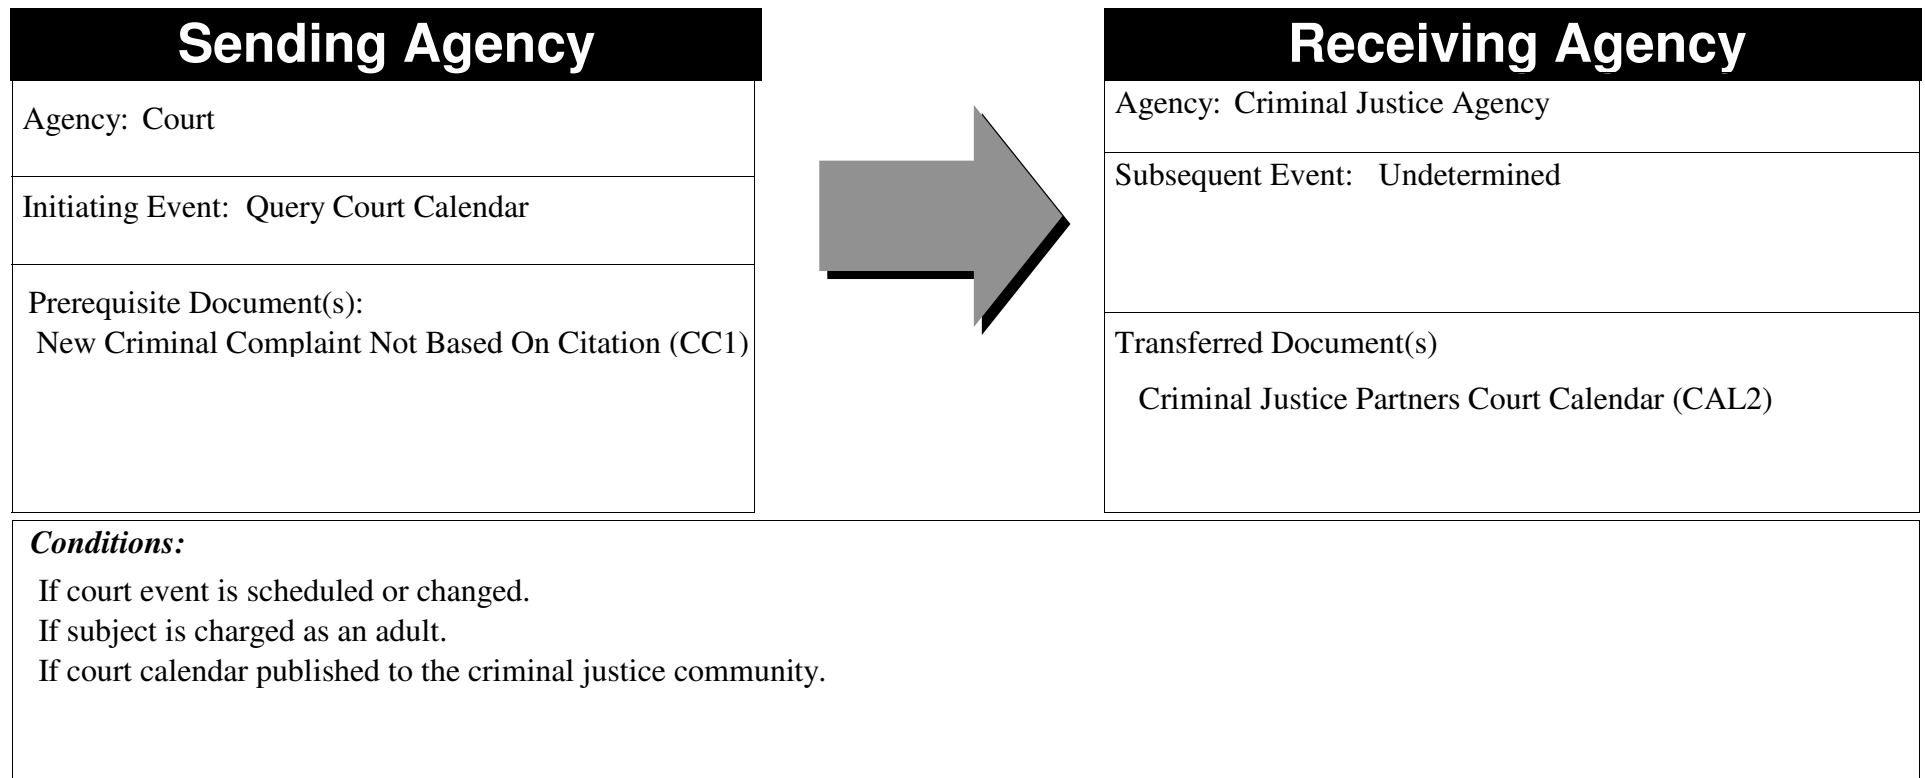 Sending Agency
Agency: Court
Initiating Event: Query Court Calendar
Prerequisite Document(s):
New Criminal Complaint Not Based On Citation (CC1)
Receiving Agency
Agency: Criminal Justice Agency
Subsequent Event: Undetermined
Transferred Document(s)
Criminal Justice Partners Court Calendar (CAL2)
Conditions:
If court event is scheduled or changed.
If subject is charged as an adult.
If court calendar published to the criminal justice community.